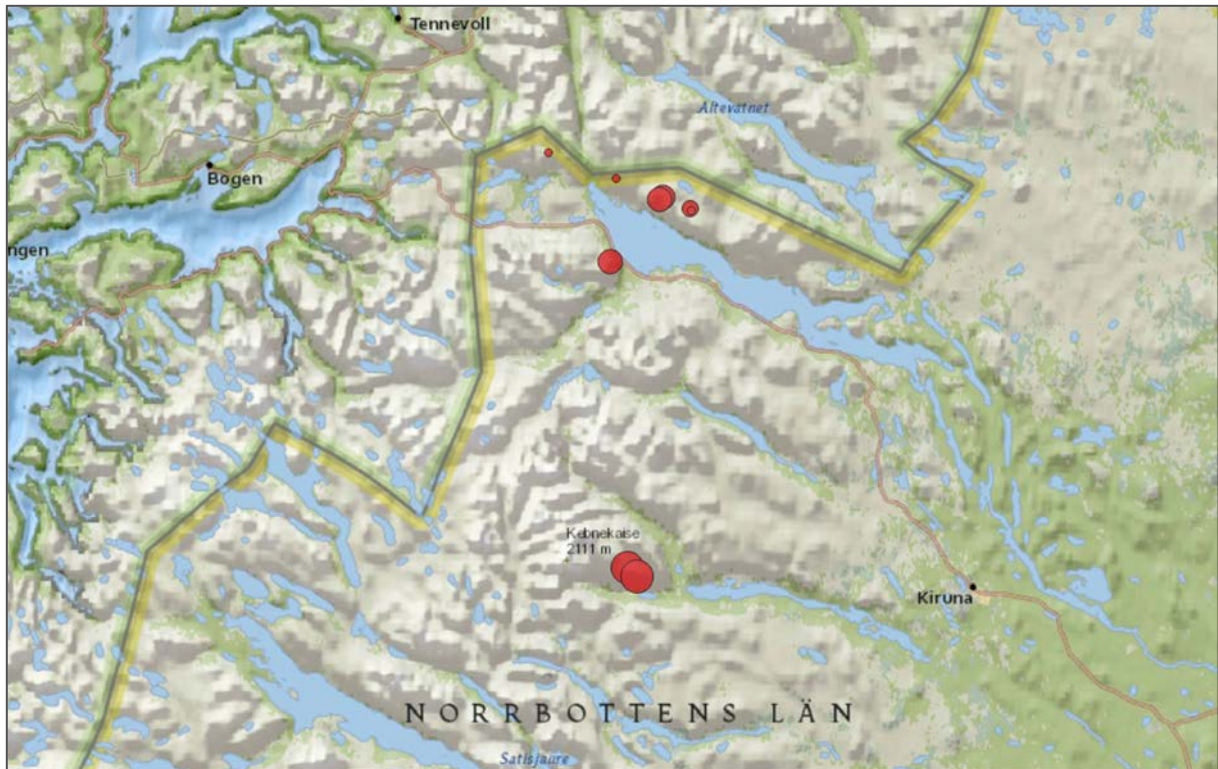 Tennevoll
Altevatnet
Bogen
ngen
Kebnekaise
2111 m
Kiruna
NORRBOTTENS LÄN
Satisjaure